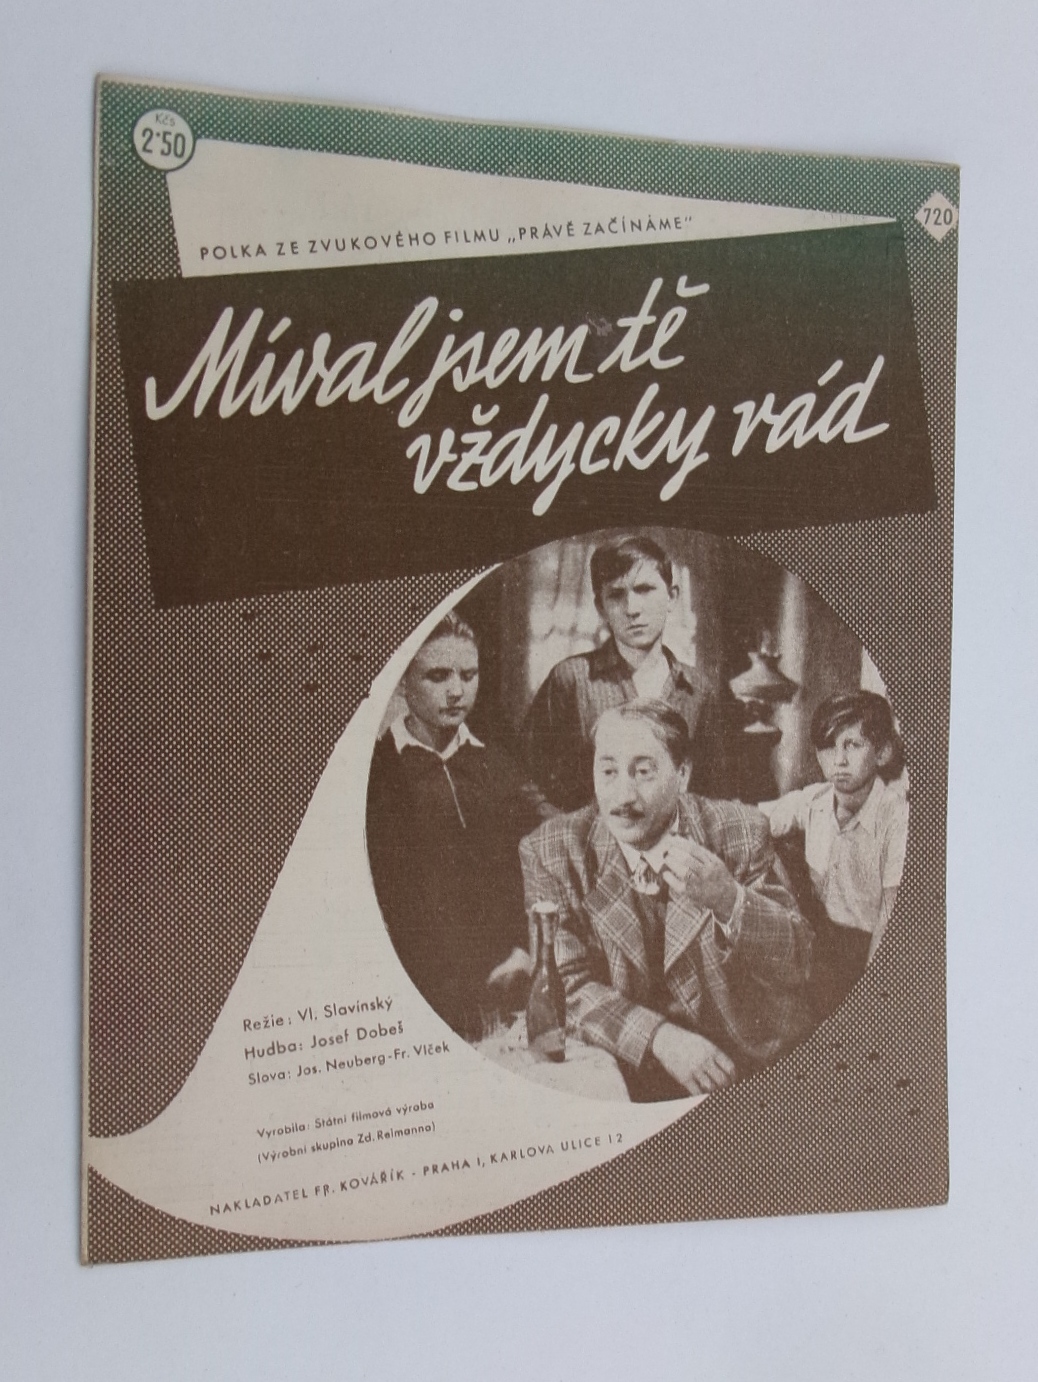 Kčs
2·50
720
POLKA ZE ZVUKOVÉHO FILMU „PRÁVĚ ZAČÍNÁME"
Míval jsem tě
vždycky rád
Režie: Vl. Slavínský
Hudba: Josef Dobeš
Slova: Jos. Neuberg-Fr. Vlček
Vyrobila: Státní filmová výroba
(Výrobní skupina Zd. Reimanna)
NAKLADATEL FR. KOVÁŘÍK - PRAHA I, KARLOVA ULICE 12